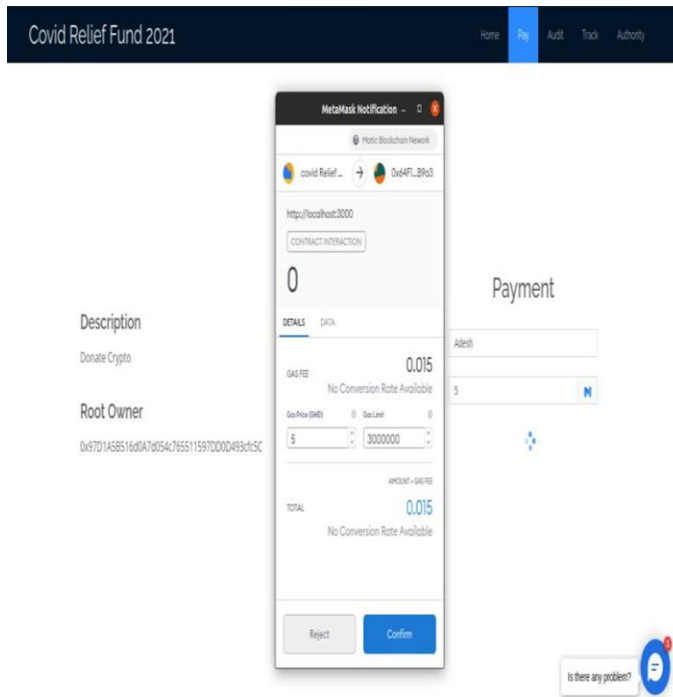 Covid Relief Fund 2021
Home Pay Audit Track Authority
MetaMask Notification
Matic Blockchain Nework
covid Relief ... 0x64F1...B9a3
http://localhost:3000
CONTRACT INTERACTION
0
DETAILS DATA
GAS FEE 0.015
No Conversion Rate Available
Gas Price (GWEI) Gas Limit
5 3000000
AMOUNT + GAS FEE
TOTAL 0.015
No Conversion Rate Available
Reject Confirm
Description
Donate Crypto
Root Owner
Payment
Adesh
5
Is there any problem?
1